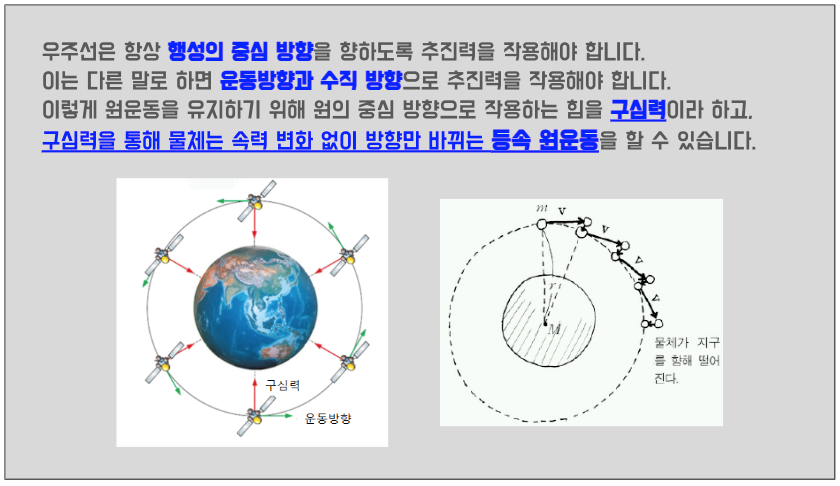 우주선은 항상 행성의 중심 방향을 향하도록 추진력을 작용해야 합니다.
이는 다른 말로 하면 운동방향과 수직 방향으로 추진력을 작용해야 합니다.
이렇게 원운동을 유지하기 위해 원의 중심 방향으로 작용하는 힘을 구심력이라 하고,
구심력을 통해 물체는 속력 변화 없이 방향만 바뀌는 등속 원운동을 할 수 있습니다.
구심력
운동방향
m
v
v
v
v
r
M
물체가 지구
를 향해 떨어
진다.